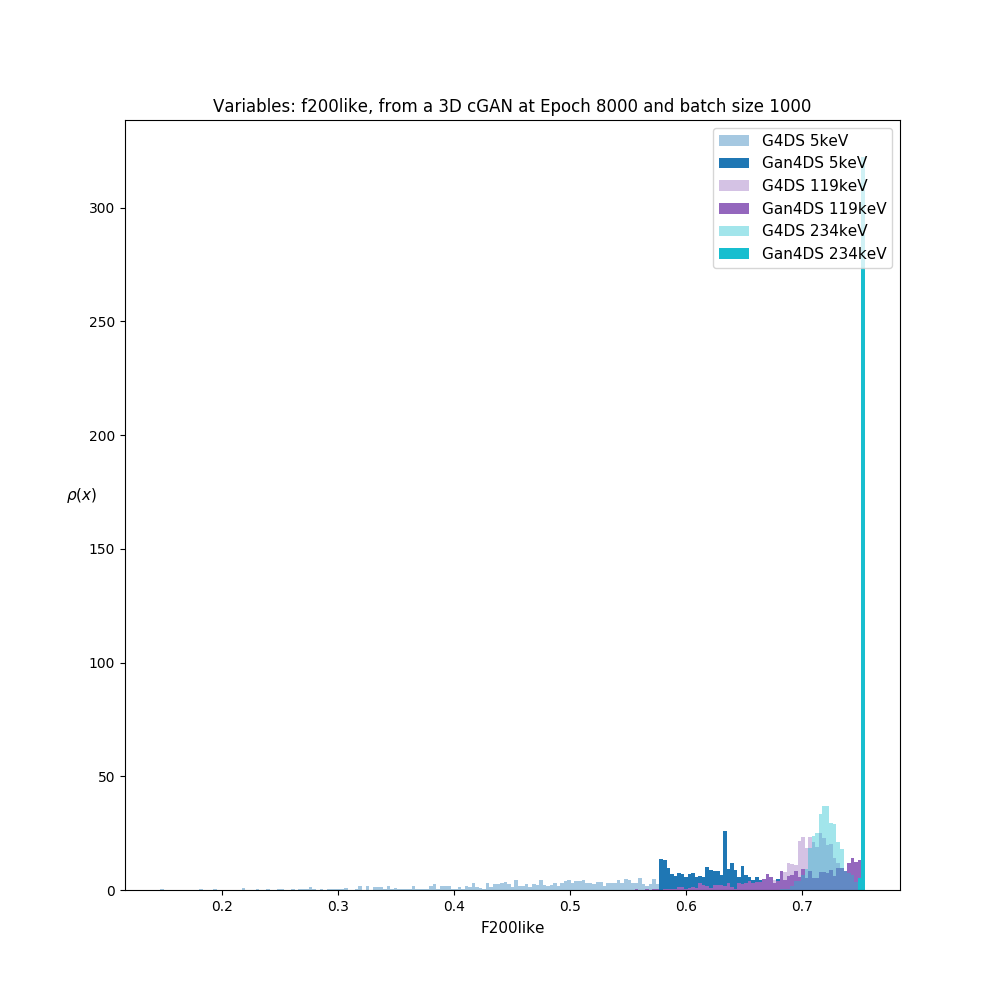 Variables: f200like, from a 3D cGAN at Epoch 8000 and batch size 1000
G4DS 5keV
Gan4DS 5keV
G4DS 119keV
Gan4DS 119keV
G4DS 234keV
Gan4DS 234keV
300
250
200
150
100
50
0
ρ(x)
0.2 0.3 0.4 0.5 0.6 0.7
F200like